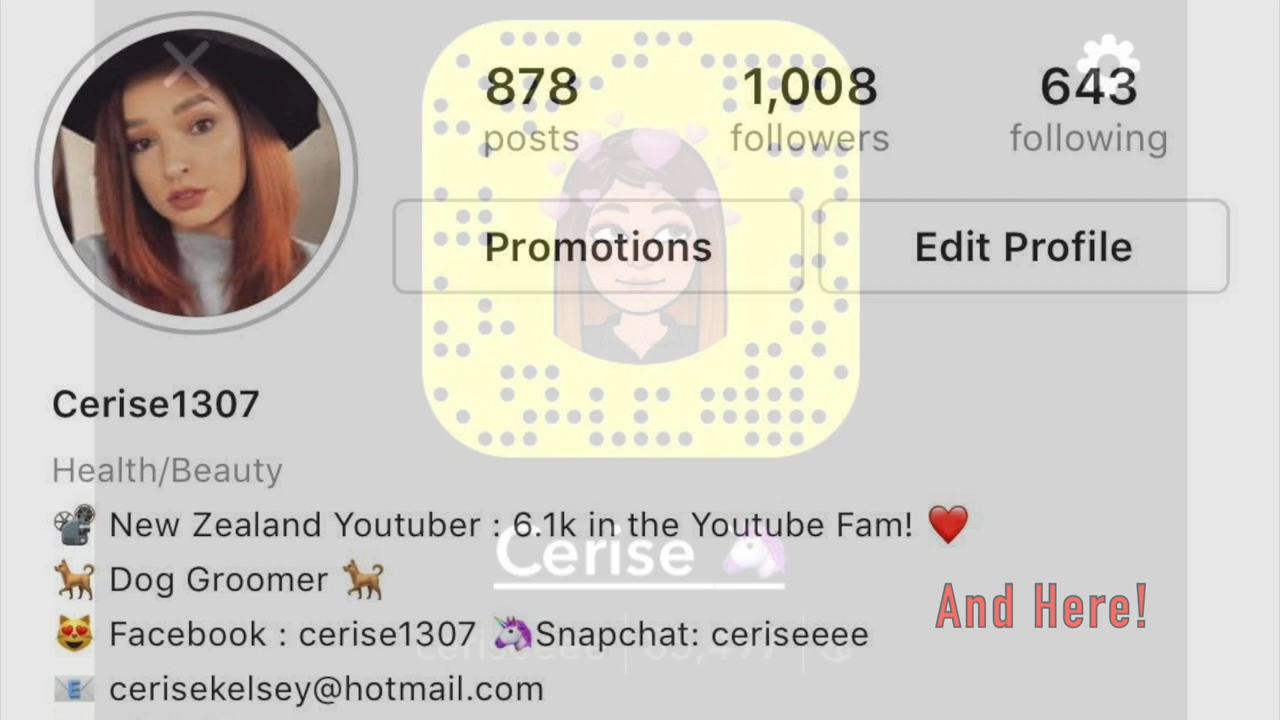 878 1,008 643
posts followers following
Promotions Edit Profile
Cerise1307
Health/Beauty
📽 New Zealand Youtuber : 6.1k in the Youtube Fam! ❤️
Cerise 🦄
🐕 Dog Groomer 🐕
And Here!
😻 Facebook : cerise1307 🦄Snapchat: ceriseeee
ceriseeee
📧 cerisekelsey@hotmail.com